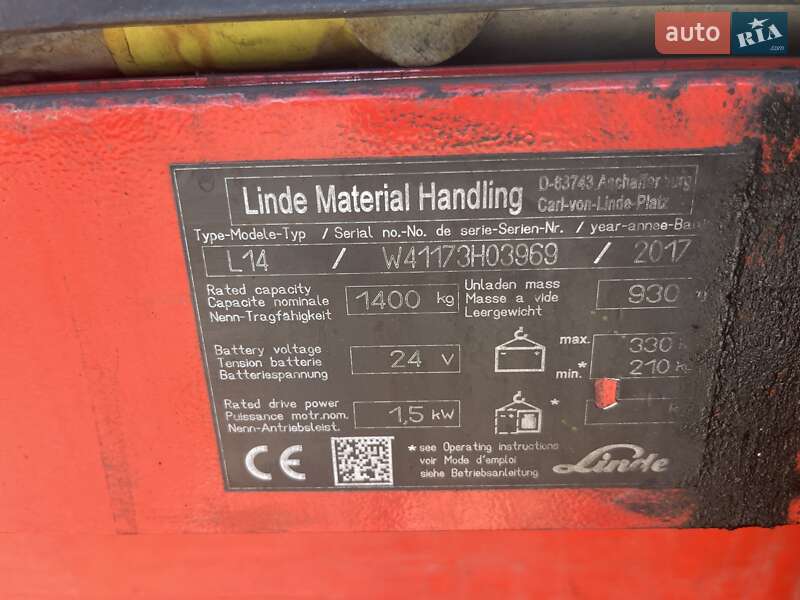 auto RIA .com
Linde Material Handling
D-63743 Aschaffenburg
Carl-von-Linde-Platz
Type-Modele-Typ / Serial no.-No. de serie-Serien-Nr. / year-annee-Bau
L14 / W41173H03969 / 2017
Rated capacity
Capacite nominale
Nenn-Tragfähigkeit
1400 kg
Unladen mass
Masse a vide
Leergewicht
930
Battery voltage
Tension batterie
Batteriespannung
24 V
max. 330 k
min. * 210 kg
Rated drive power
Puissance motr.nom.
Nenn-Antriebsleist.
1,5 kW
*
CE
*see Operating instructions
voir Mode d'emploi
siehe Betriebsanleitung
Linde